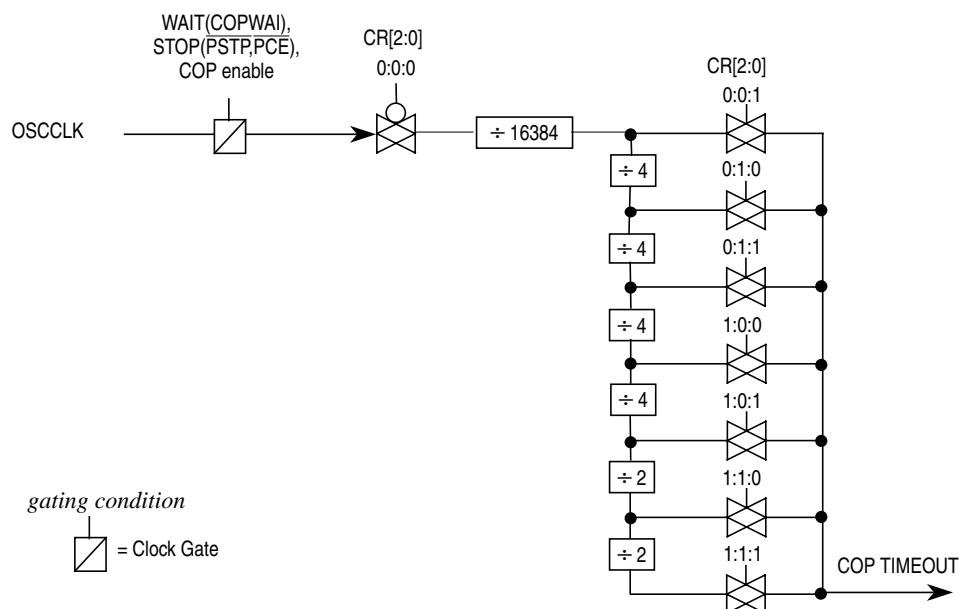 WAIT(COPWAI),
STOP(PSTP,PCE),
COP enable
CR[2:0]
0:0:0
CR[2:0]
0:0:1
OSCCLK
÷ 16384
÷ 4
0:1:0
÷ 4
0:1:1
÷ 4
1:0:0
÷ 4
1:0:1
÷ 2
1:1:0
÷ 2
1:1:1
gating condition
= Clock Gate
COP TIMEOUT